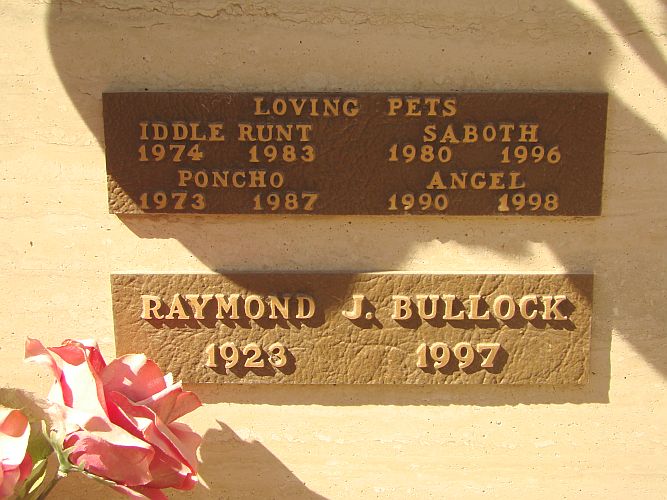 LOVING PETS
IDDLE RUNT SABOTH
1974 1983 1980 1996
PONCHO ANGEL
1973 1987 1990 1998
RAYMOND J. BULLOCK
1923 1997